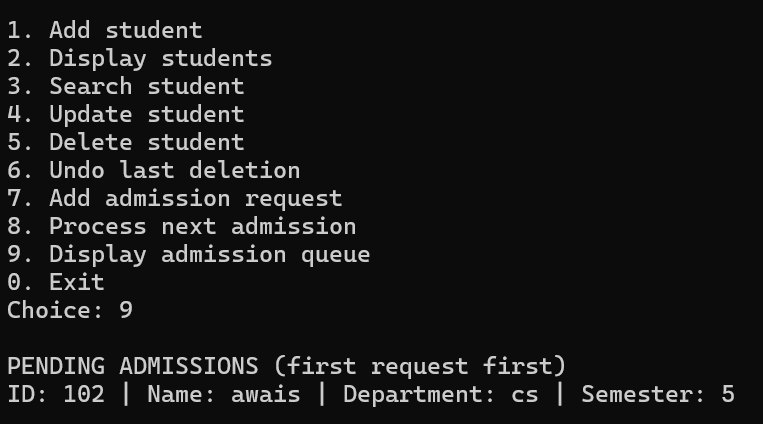 1. Add student
2. Display students
3. Search student
4. Update student
5. Delete student
6. Undo last deletion
7. Add admission request
8. Process next admission
9. Display admission queue
0. Exit
Choice: 9
PENDING ADMISSIONS (first request first)
ID: 102 | Name: awais | Department: cs | Semester: 5